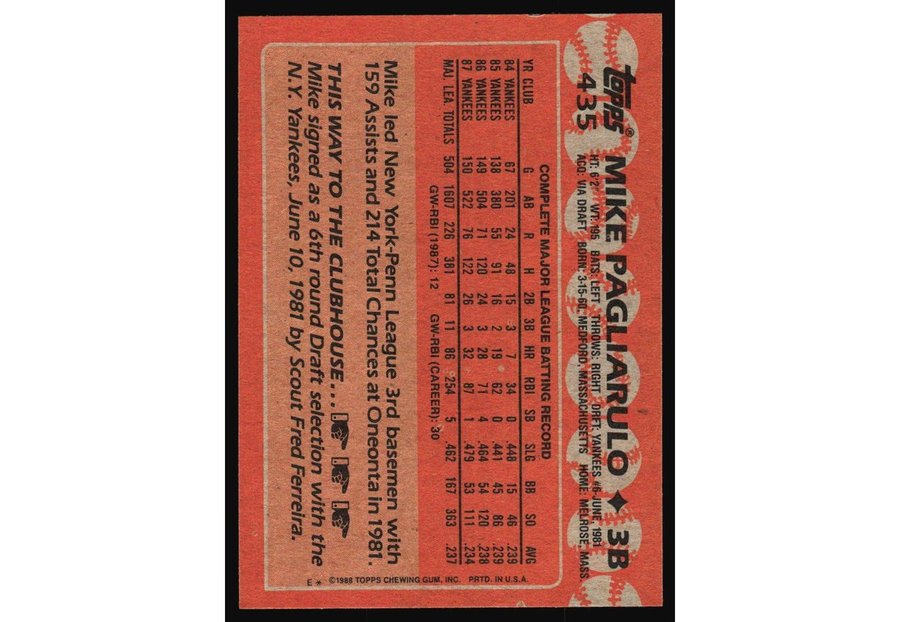 topps®
435
MIKE PAGLIARULO ✦ 3B
HT: 6'2" WT: 195 BATS: LEFT THROWS: RIGHT DRFT: YANKEES #6-JUNE, 1981
ACQ: VIA DRAFT BORN: 3-15-60, MEDFORD, MASSACHUSETTS HOME: MELROSE, MASS
COMPLETE MAJOR LEAGUE BATTING RECORD
YR CLUB G AB R H 2B 3B HR RBI SB SLG BB SO AVG
84 YANKEES 67 201 24 48 15 3 7 34 0 .448 15 46 .239
85 YANKEES 138 380 55 91 16 2 19 62 0 .441 45 86 .239
86 YANKEES 149 504 71 120 24 3 28 71 4 .464 54 120 .238
87 YANKEES 150 522 76 122 26 3 32 87 1 .479 53 111 .234
MAJ. LEA. TOTALS 504 1607 226 381 81 11 86 254 5 .462 167 363 .237
GW-RBI (1987): 12 GW-RBI (CAREER): 30
Mike led New York-Penn League 3rd basemen with
159 Assists and 214 Total Chances at Oneonta in 1981.
THIS WAY TO THE CLUBHOUSE...
Mike signed as a 6th round Draft selection with the
N.Y. Yankees, June 10, 1981 by Scout Fred Ferreira.
E * ©1988 TOPPS CHEWING GUM, INC. PRTD. IN U.S.A.